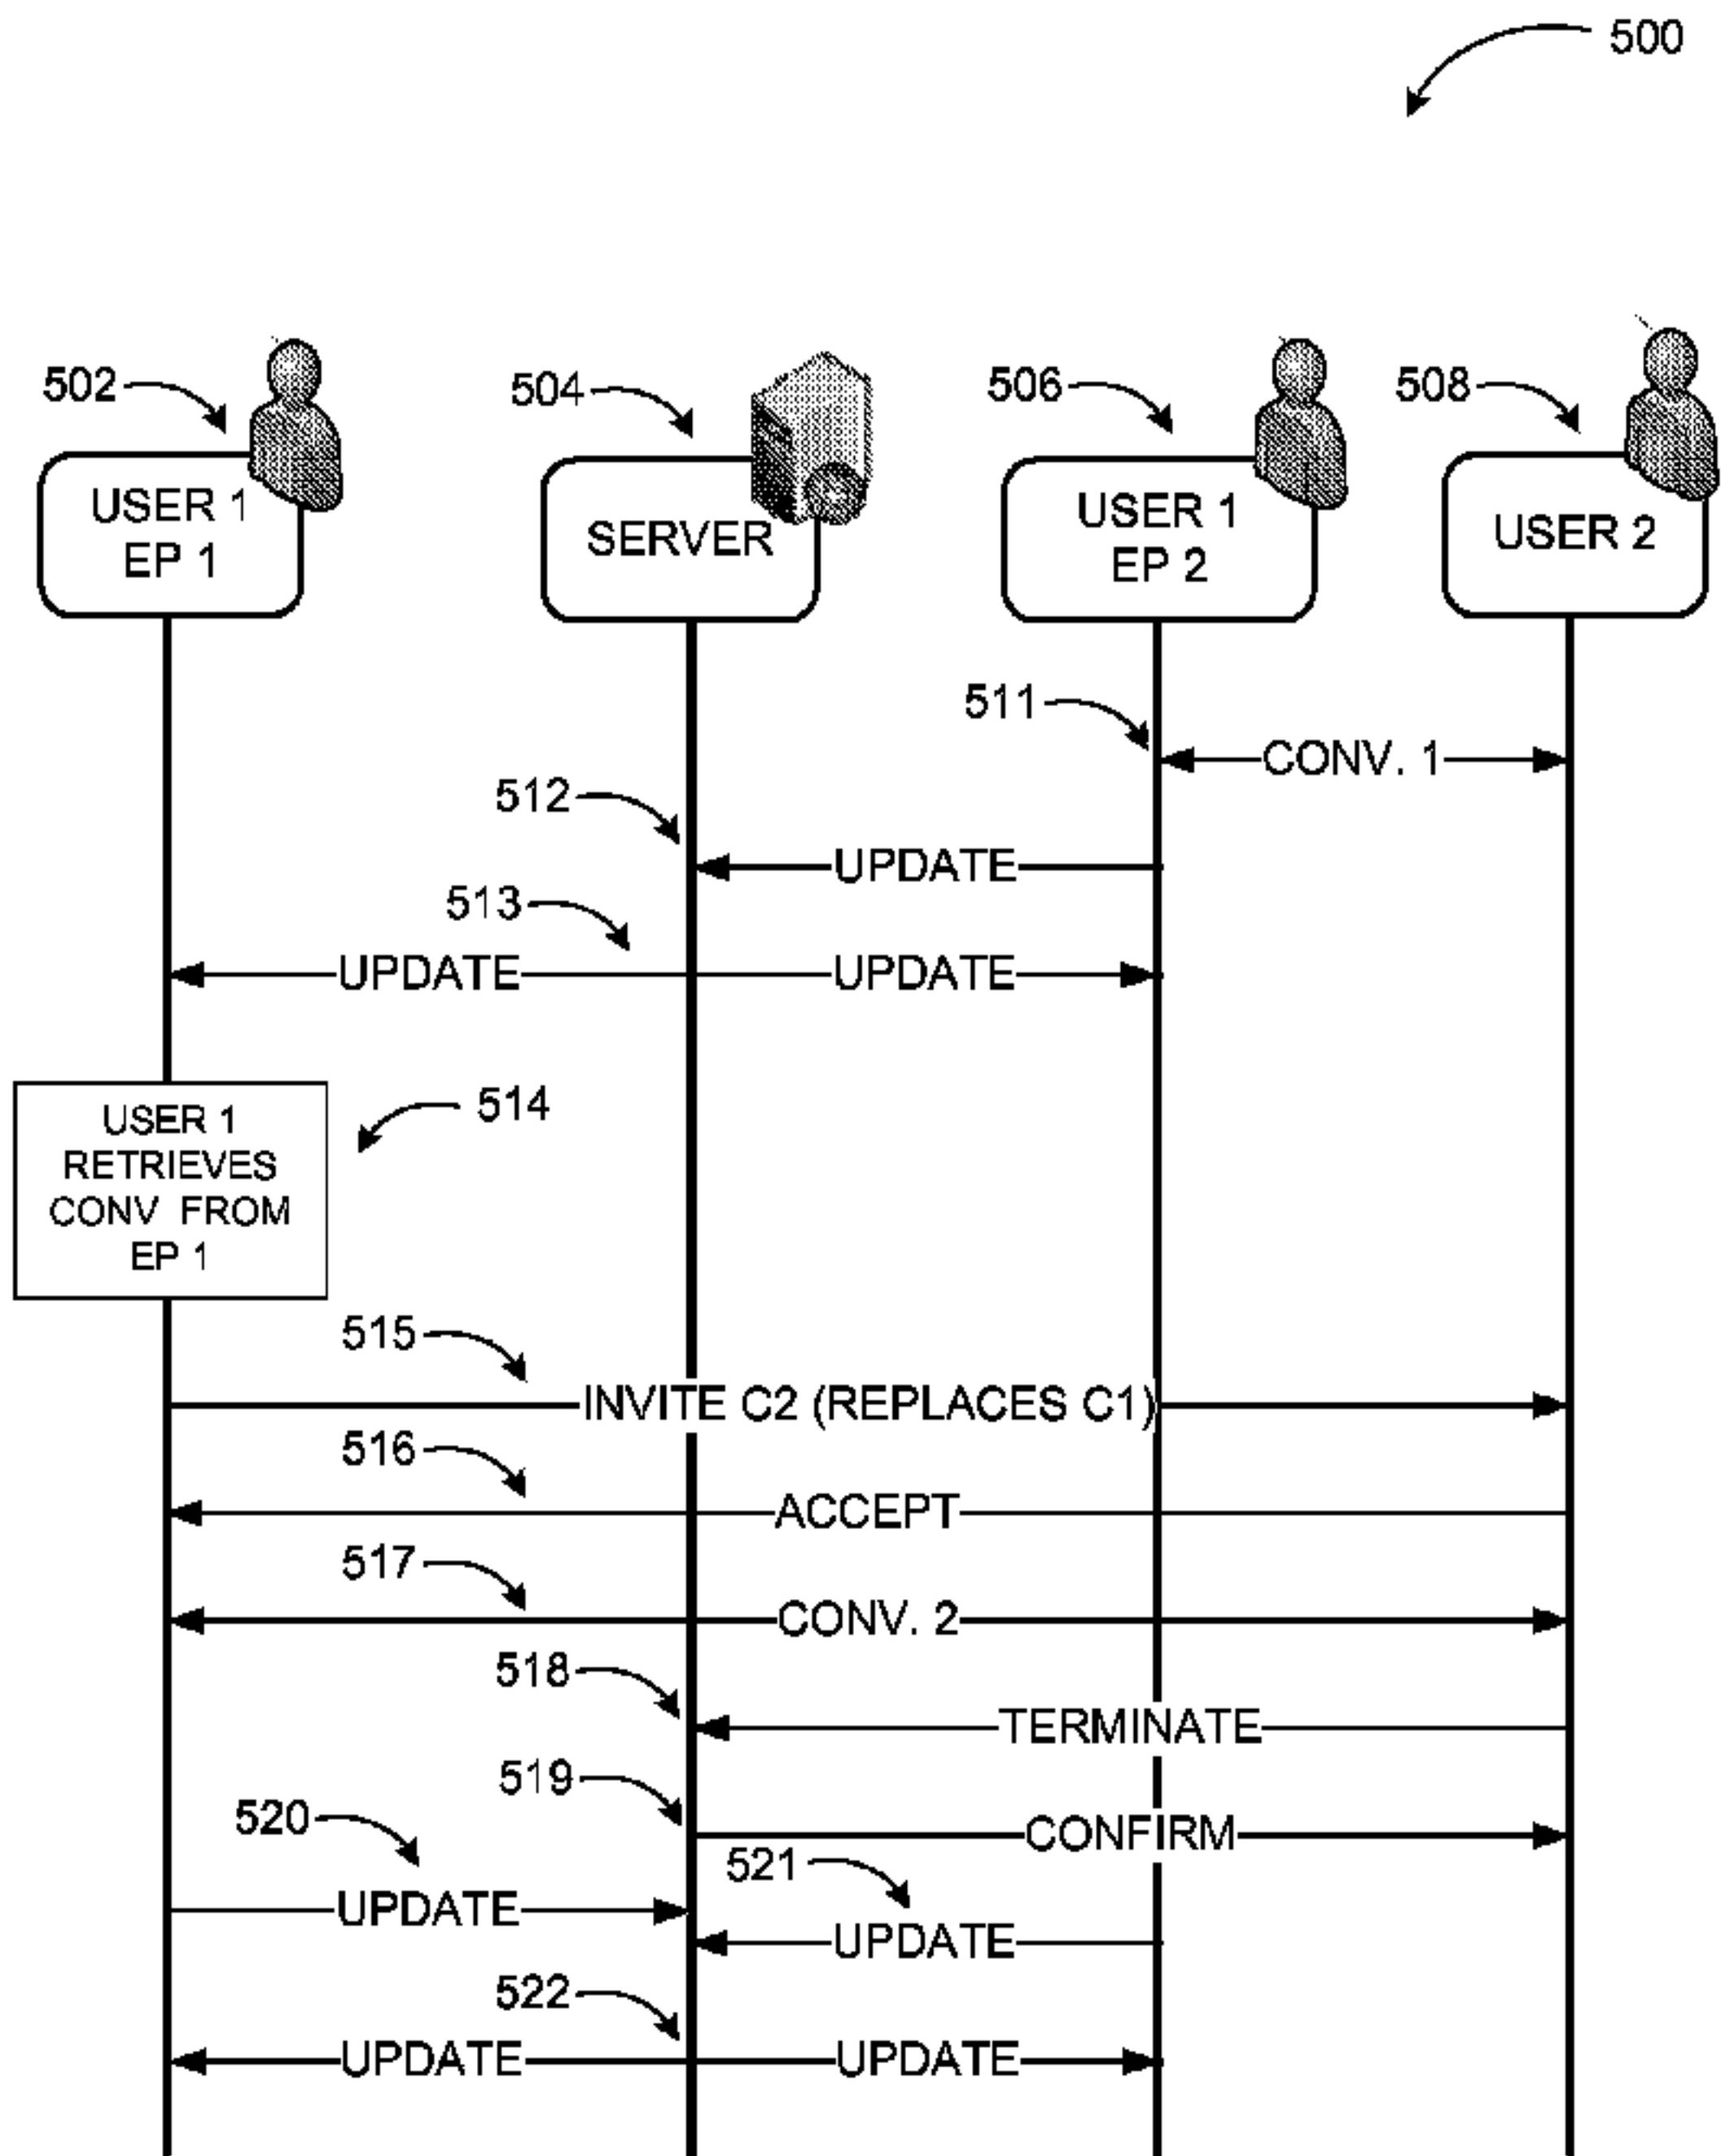 500
502
504
506
508
USER 1
EP 1
SERVER
USER 1
EP 2
USER 2
511
CONV. 1
512
UPDATE
513
UPDATE
UPDATE
514
USER 1
RETRIEVES
CONV FROM
EP 1
515
INVITE C2 (REPLACES C1)
516
ACCEPT
517
CONV. 2
518
TERMINATE
519
CONFIRM
520
521
UPDATE
UPDATE
522
UPDATE
UPDATE